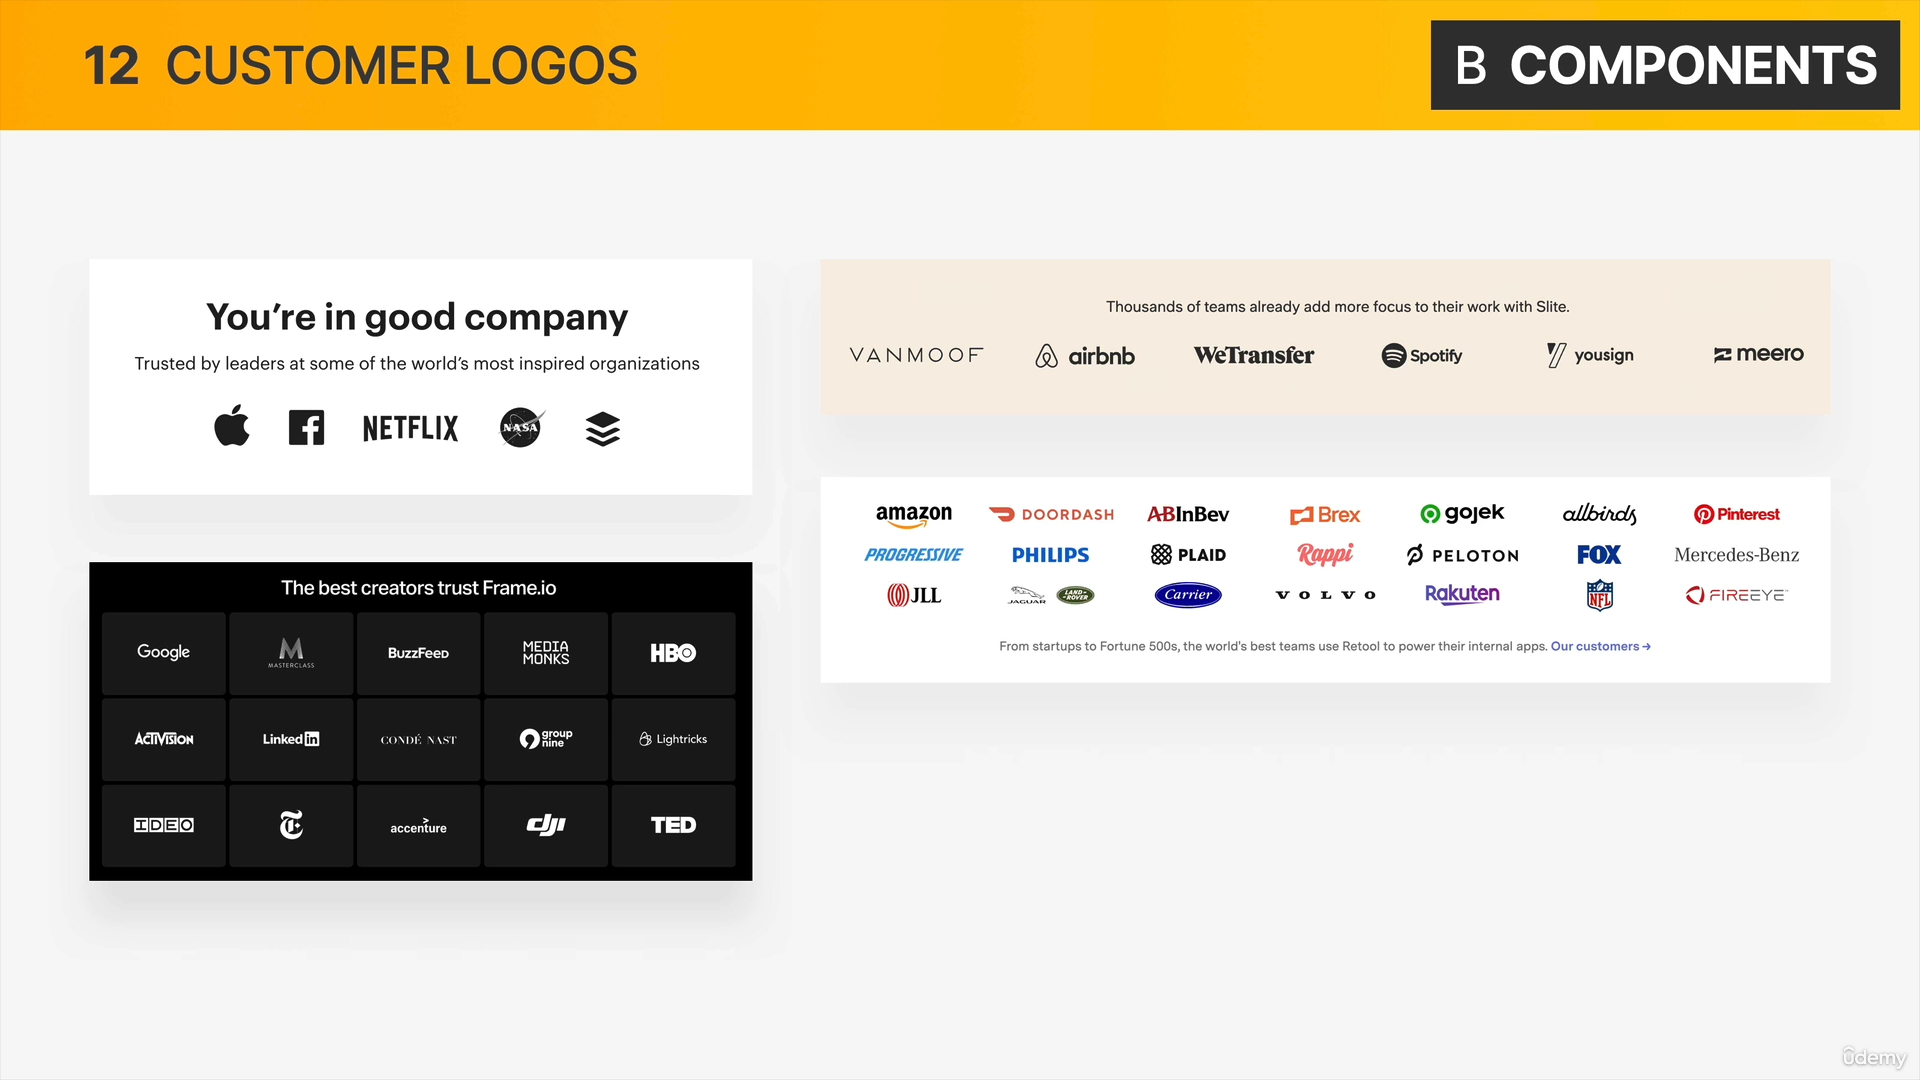 12 CUSTOMER LOGOS
B COMPONENTS
You’re in good company
Trusted by leaders at some of the world’s most inspired organizations
NETFLIX NASA
The best creators trust Frame.io
Google M MASTERCLASS BuzzFeed MEDIA MONKS HBO
ACTIVISION Linked in CONDÉ NAST group nine Lightricks
IDEO T accenture dji TED
Thousands of teams already add more focus to their work with Slite.
VANMOOF airbnb WeTransfer Spotify yousign meero
amazon DOORDASH ABInBev Brex gojek allbirds Pinterest
PROGRESSIVE PHILIPS PLAID Rappi PELOTON FOX Mercedes-Benz
JLL JAGUAR LAND-ROVER Carrier VOLVO Rakuten NFL FIREEYE
From startups to Fortune 500s, the world's best teams use Retool to power their internal apps. Our customers →
ûdemy